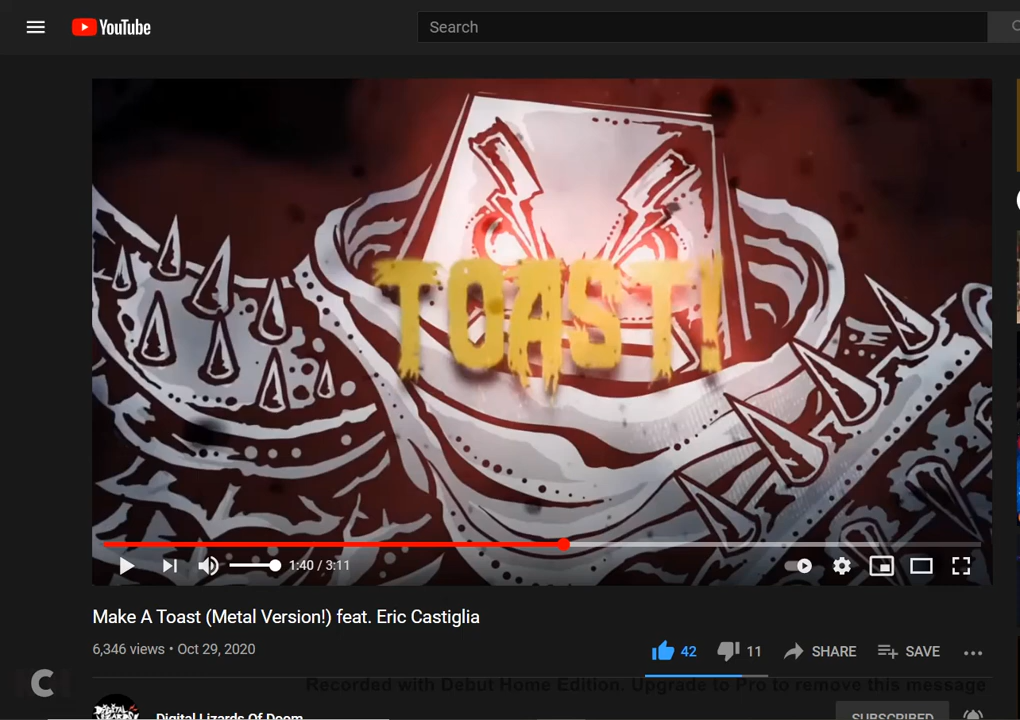 YouTube
Search
TOAST!
1:40 / 3:11
Make A Toast (Metal Version!) feat. Eric Castiglia
6,346 views • Oct 29, 2020
42
11
SHARE
SAVE
Recorded with Debut Home Edition. Upgrade to Pro to remove this message
Digital Lizards Of Doom
SUBSCRIBED